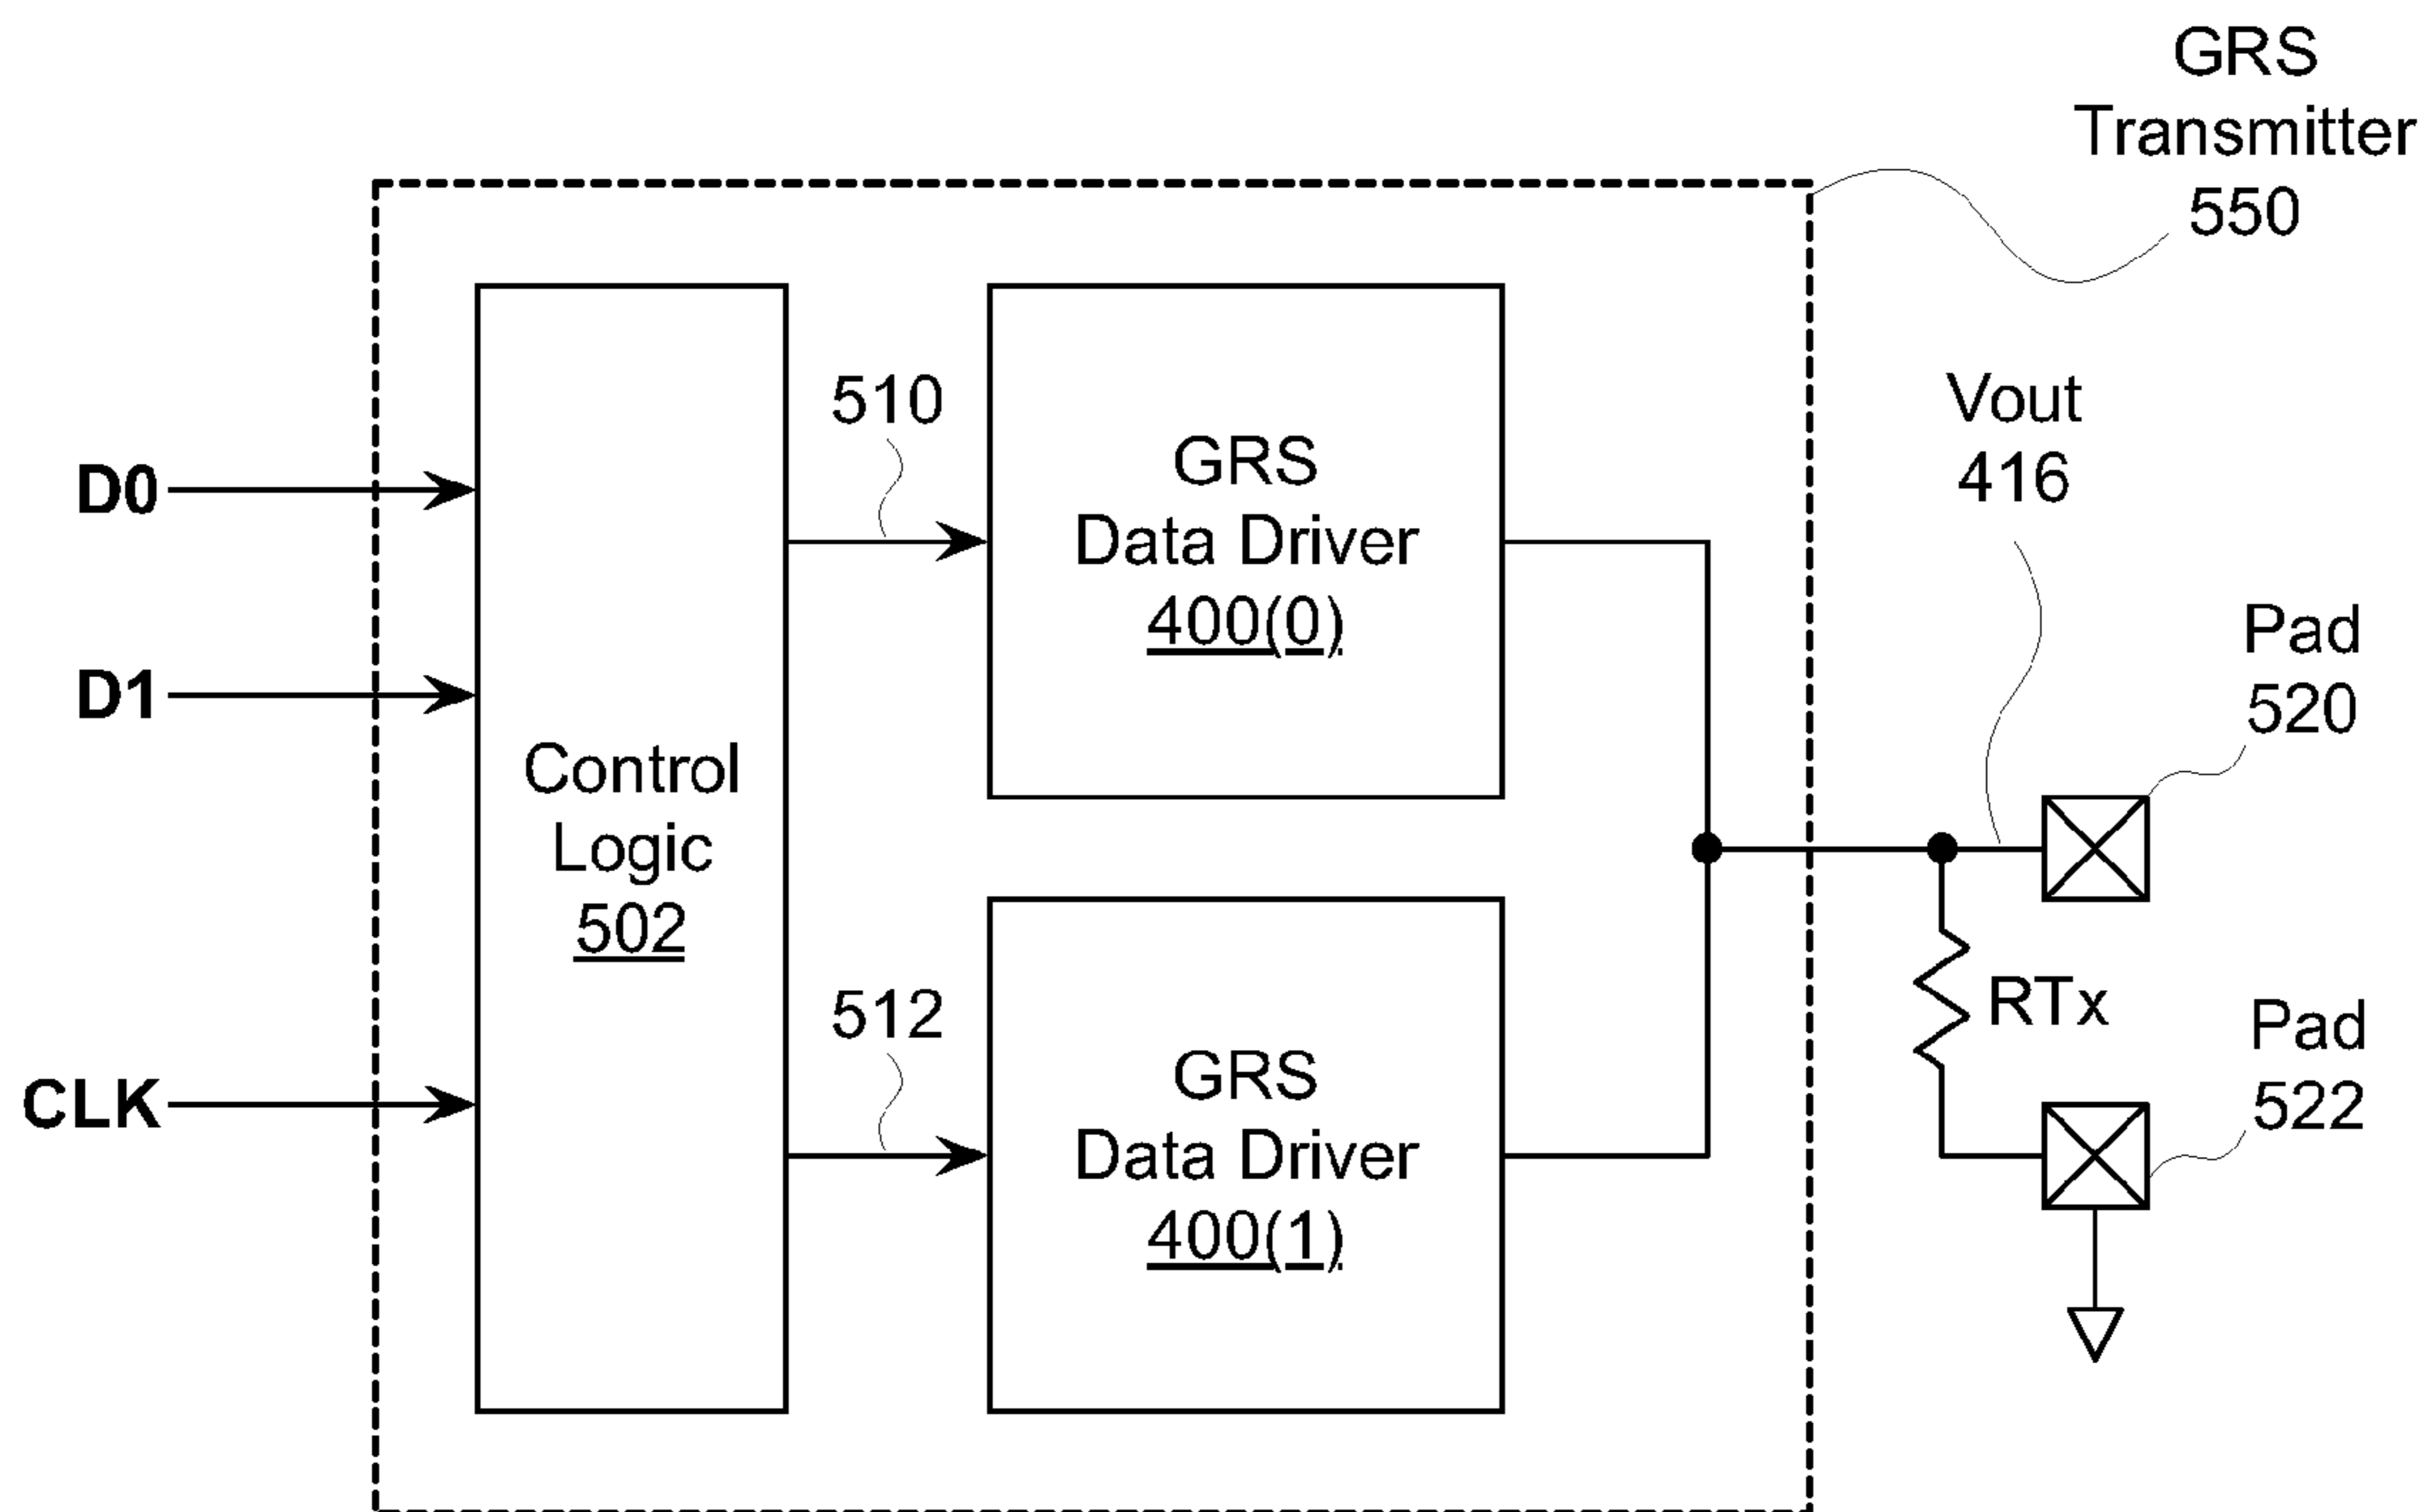 GRS
Transmitter
550
510
GRS
Data Driver
400(0)
Vout
416
D0
D1
Pad
520
Control
Logic
502
512
GRS
Data Driver
400(1)
RTx
Pad
522
CLK